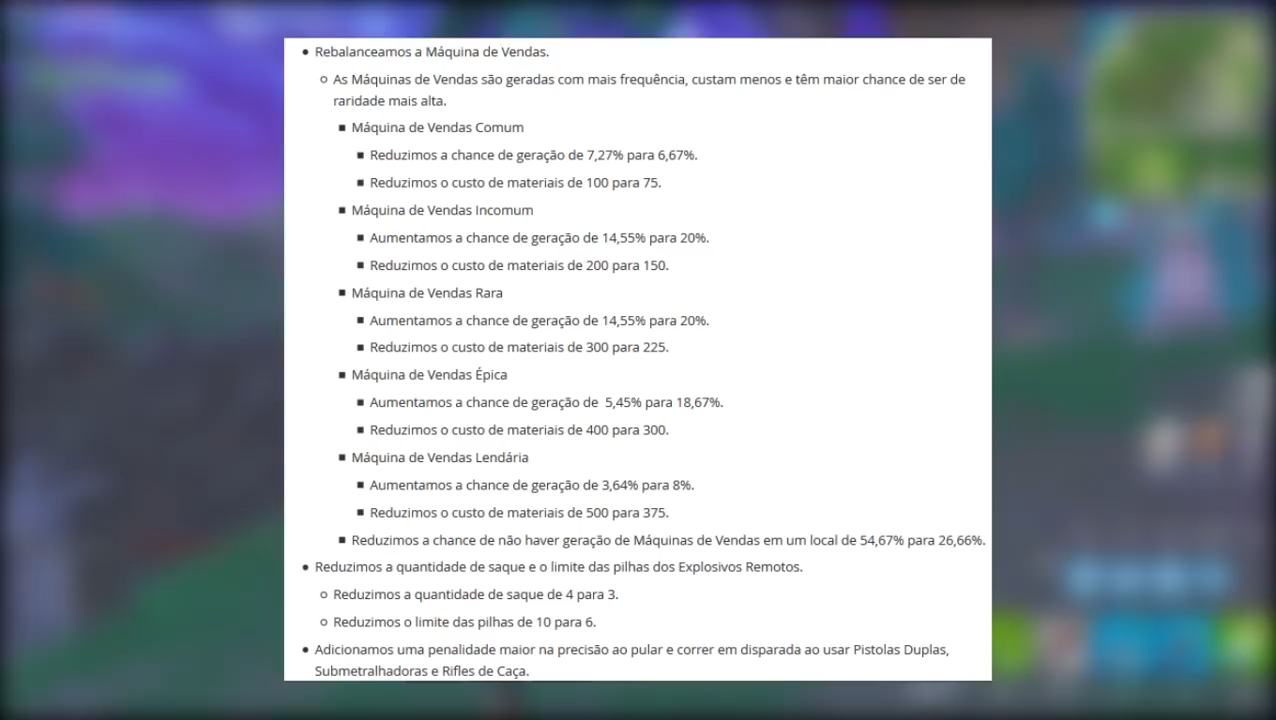 • Rebalanceamos a Máquina de Vendas.
○ As Máquinas de Vendas são geradas com mais frequência, custam menos e têm maior chance de ser de
raridade mais alta.
■ Máquina de Vendas Comum
■ Reduzimos a chance de geração de 7,27% para 6,67%.
■ Reduzimos o custo de materiais de 100 para 75.
■ Máquina de Vendas Incomum
■ Aumentamos a chance de geração de 14,55% para 20%.
■ Reduzimos o custo de materiais de 200 para 150.
■ Máquina de Vendas Rara
■ Aumentamos a chance de geração de 14,55% para 20%.
■ Reduzimos o custo de materiais de 300 para 225.
■ Máquina de Vendas Épica
■ Aumentamos a chance de geração de  5,45% para 18,67%.
■ Reduzimos o custo de materiais de 400 para 300.
■ Máquina de Vendas Lendária
■ Aumentamos a chance de geração de 3,64% para 8%.
■ Reduzimos o custo de materiais de 500 para 375.
■ Reduzimos a chance de não haver geração de Máquinas de Vendas em um local de 54,67% para 26,66%.
• Reduzimos a quantidade de saque e o limite das pilhas dos Explosivos Remotos.
○ Reduzimos a quantidade de saque de 4 para 3.
○ Reduzimos o limite das pilhas de 10 para 6.
• Adicionamos uma penalidade maior na precisão ao pular e correr em disparada ao usar Pistolas Duplas,
Submetralhadoras e Rifles de Caça.